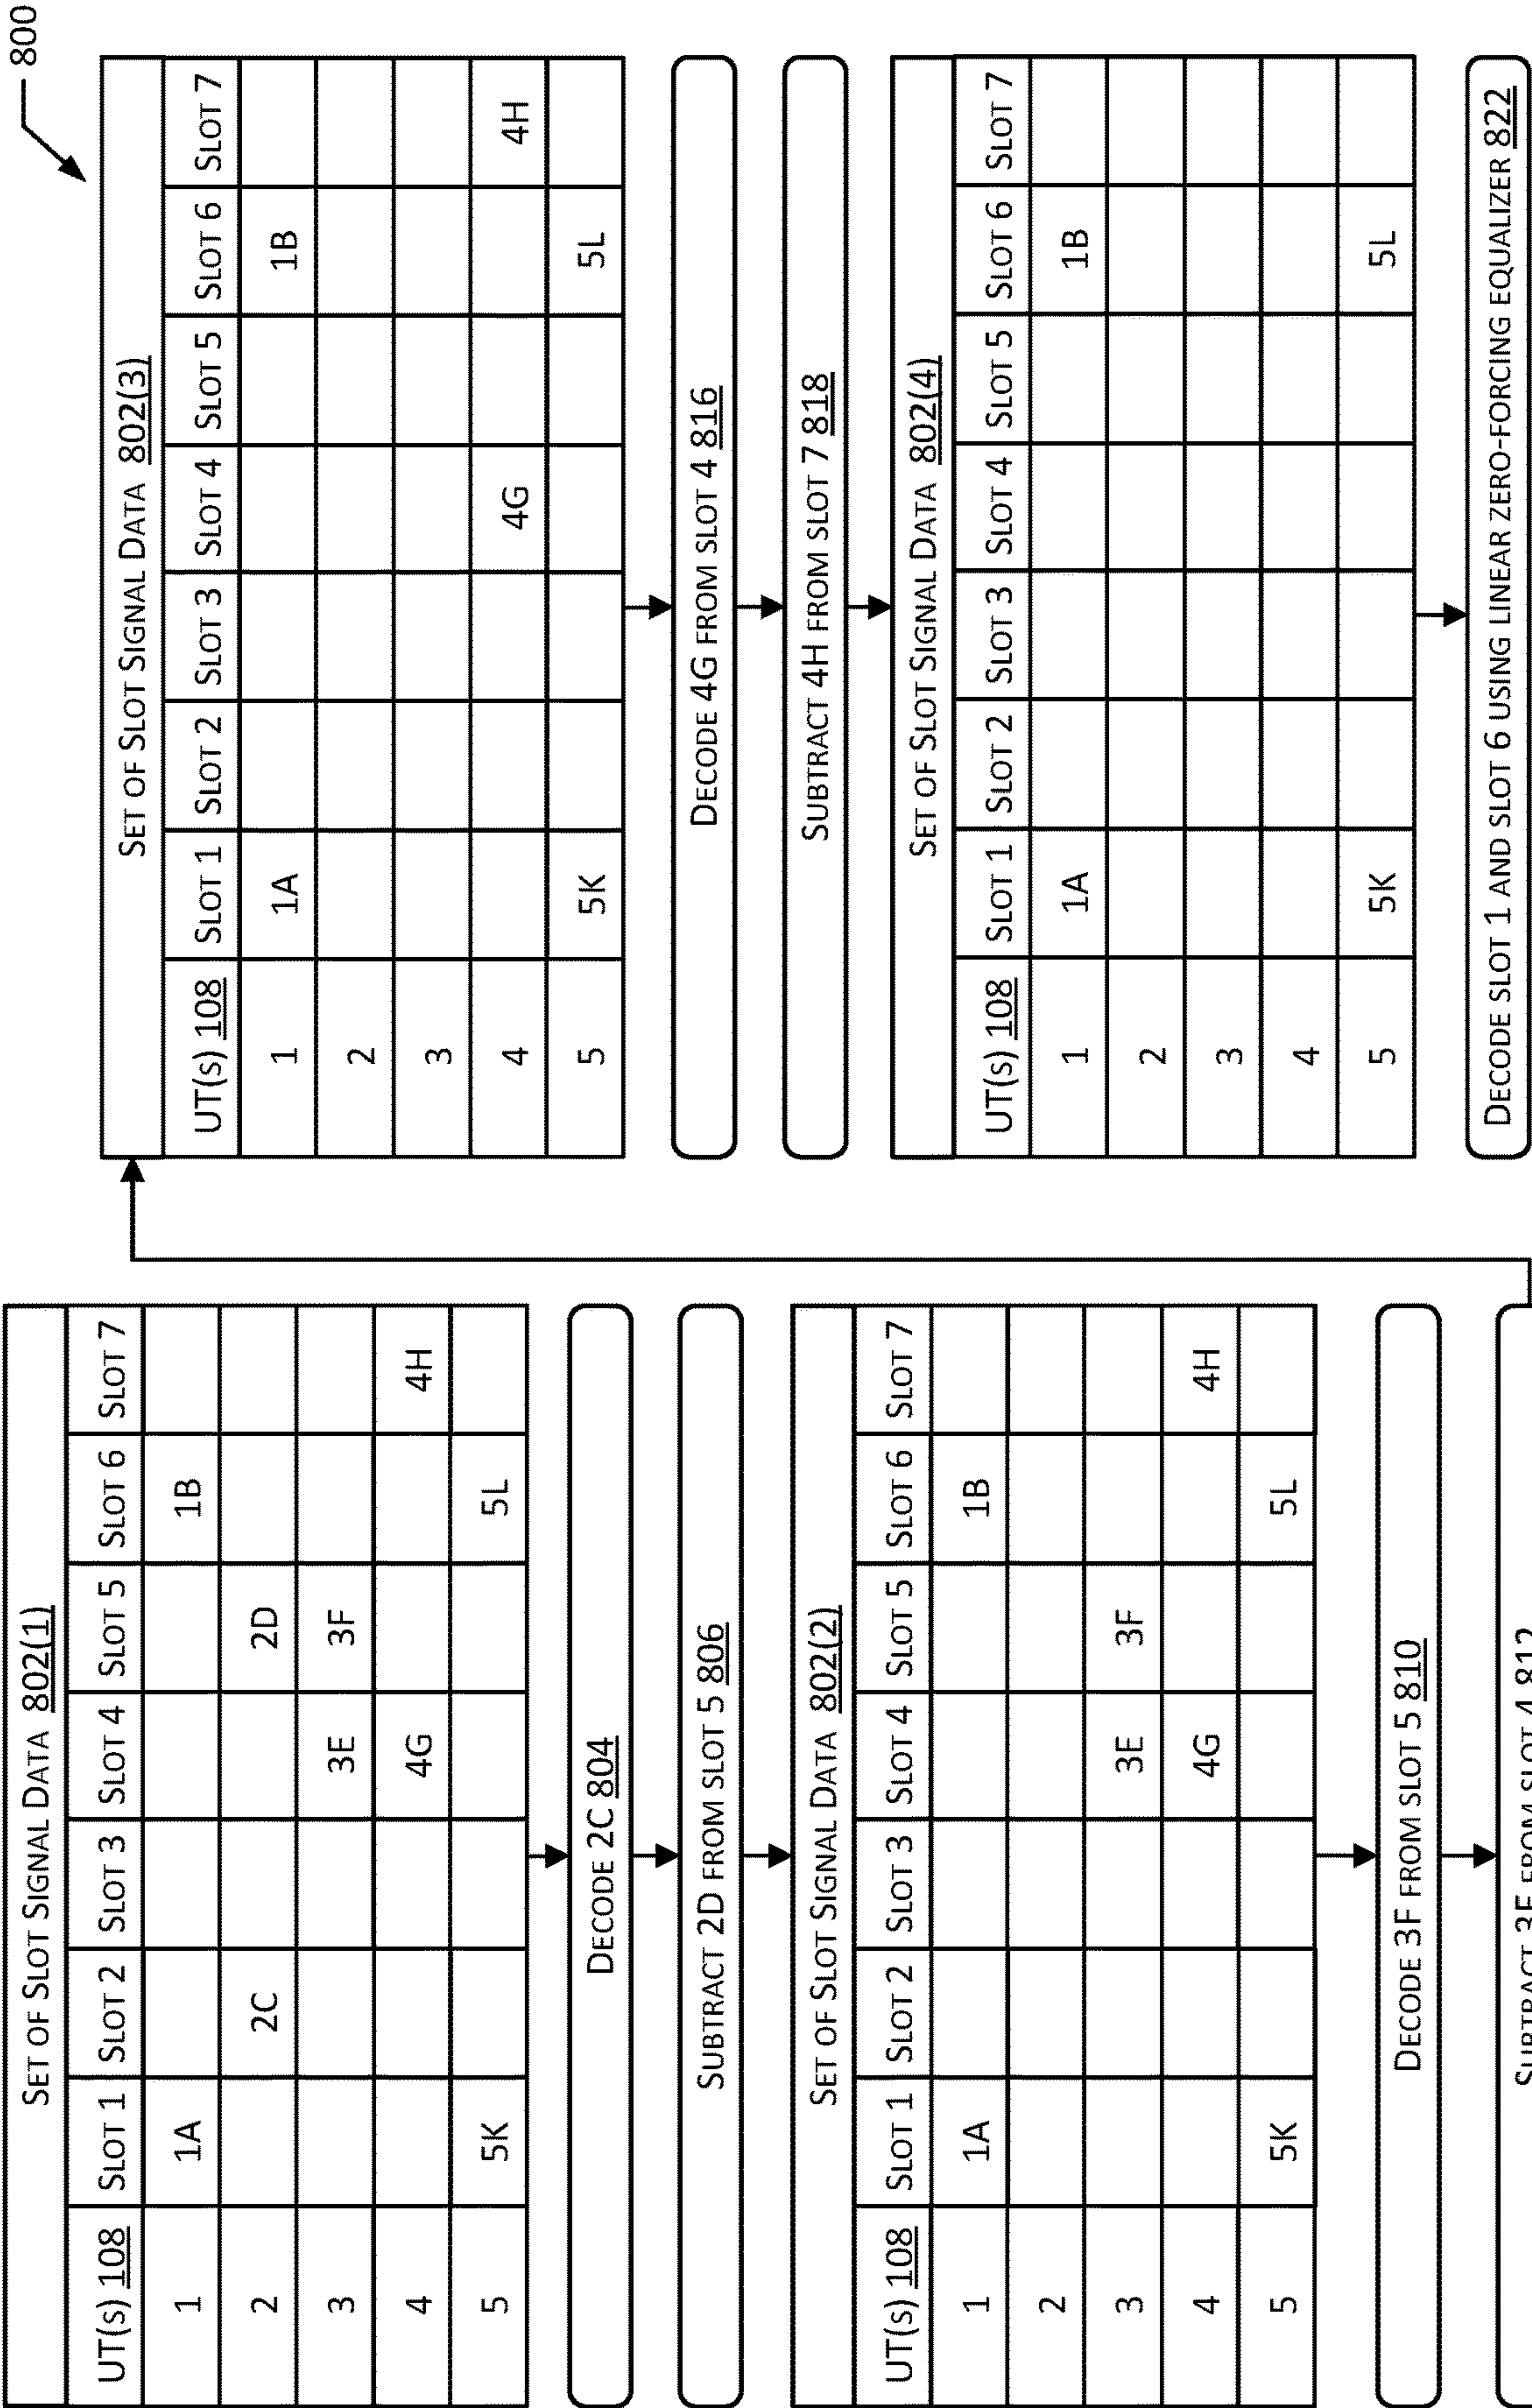 800
SET OF SLOT SIGNAL DATA 802(1)
UT(s) 108 SLOT 1 SLOT 2 SLOT 3 SLOT 4 SLOT 5 SLOT 6 SLOT 7
1 1A 1B
2 2C 2D
3 3E 3F
4 4G 4H
5 5K 5L
DECODE 2C 804
SUBTRACT 2D FROM SLOT 5 806
SET OF SLOT SIGNAL DATA 802(2)
UT(s) 108 SLOT 1 SLOT 2 SLOT 3 SLOT 4 SLOT 5 SLOT 6 SLOT 7
1 1A 1B
2
3 3E 3F
4 4G 4H
5 5K 5L
DECODE 3F FROM SLOT 5 810
SUBTRACT 3E FROM SLOT 4 812
SET OF SLOT SIGNAL DATA 802(3)
UT(s) 108 SLOT 1 SLOT 2 SLOT 3 SLOT 4 SLOT 5 SLOT 6 SLOT 7
1 1A 1B
2
3
4 4G 4H
5 5K 5L
DECODE 4G FROM SLOT 4 816
SUBTRACT 4H FROM SLOT 7 818
SET OF SLOT SIGNAL DATA 802(4)
UT(s) 108 SLOT 1 SLOT 2 SLOT 3 SLOT 4 SLOT 5 SLOT 6 SLOT 7
1 1A 1B
2
3
4
5 5K 5L
DECODE SLOT 1 AND SLOT 6 USING LINEAR ZERO-FORCING EQUALIZER 822